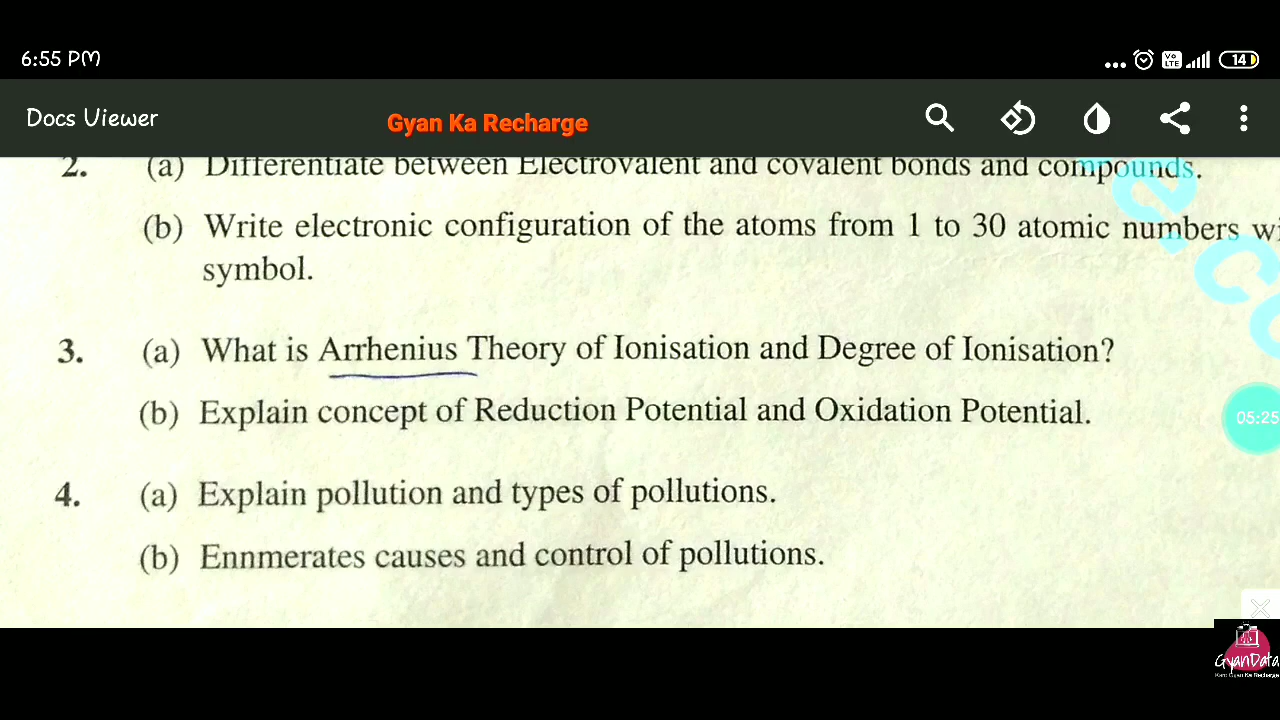 6:55 PM
Vo LTE
14
Docs Viewer
Gyan Ka Recharge
2. (a) Differentiate between Electrovalent and covalent bonds and compounds.
(b) Write electronic configuration of the atoms from 1 to 30 atomic numbers wi
symbol.
3. (a) What is Arrhenius Theory of Ionisation and Degree of Ionisation?
(b) Explain concept of Reduction Potential and Oxidation Potential.
05:25
4. (a) Explain pollution and types of pollutions.
(b) Ennmerates causes and control of pollutions.
GyanData